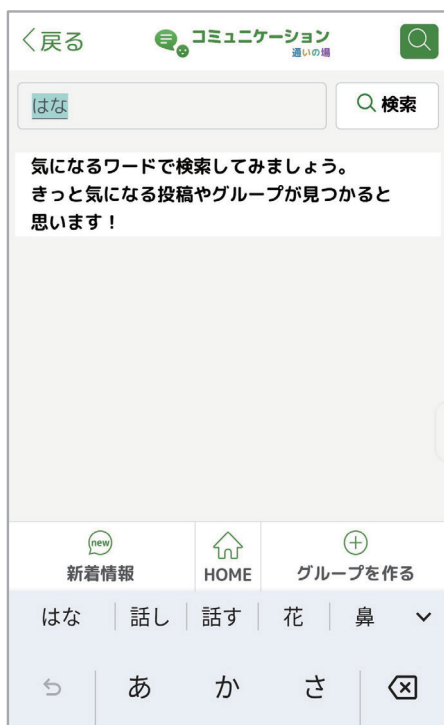 戻る
コミュニケーション
通いの場
はな
検索
気になるワードで検索してみましょう。
きっと気になる投稿やグループが見つかると
思います！
new
新着情報
HOME
グループを作る
はな 話し 話す 花 鼻
あ か さ